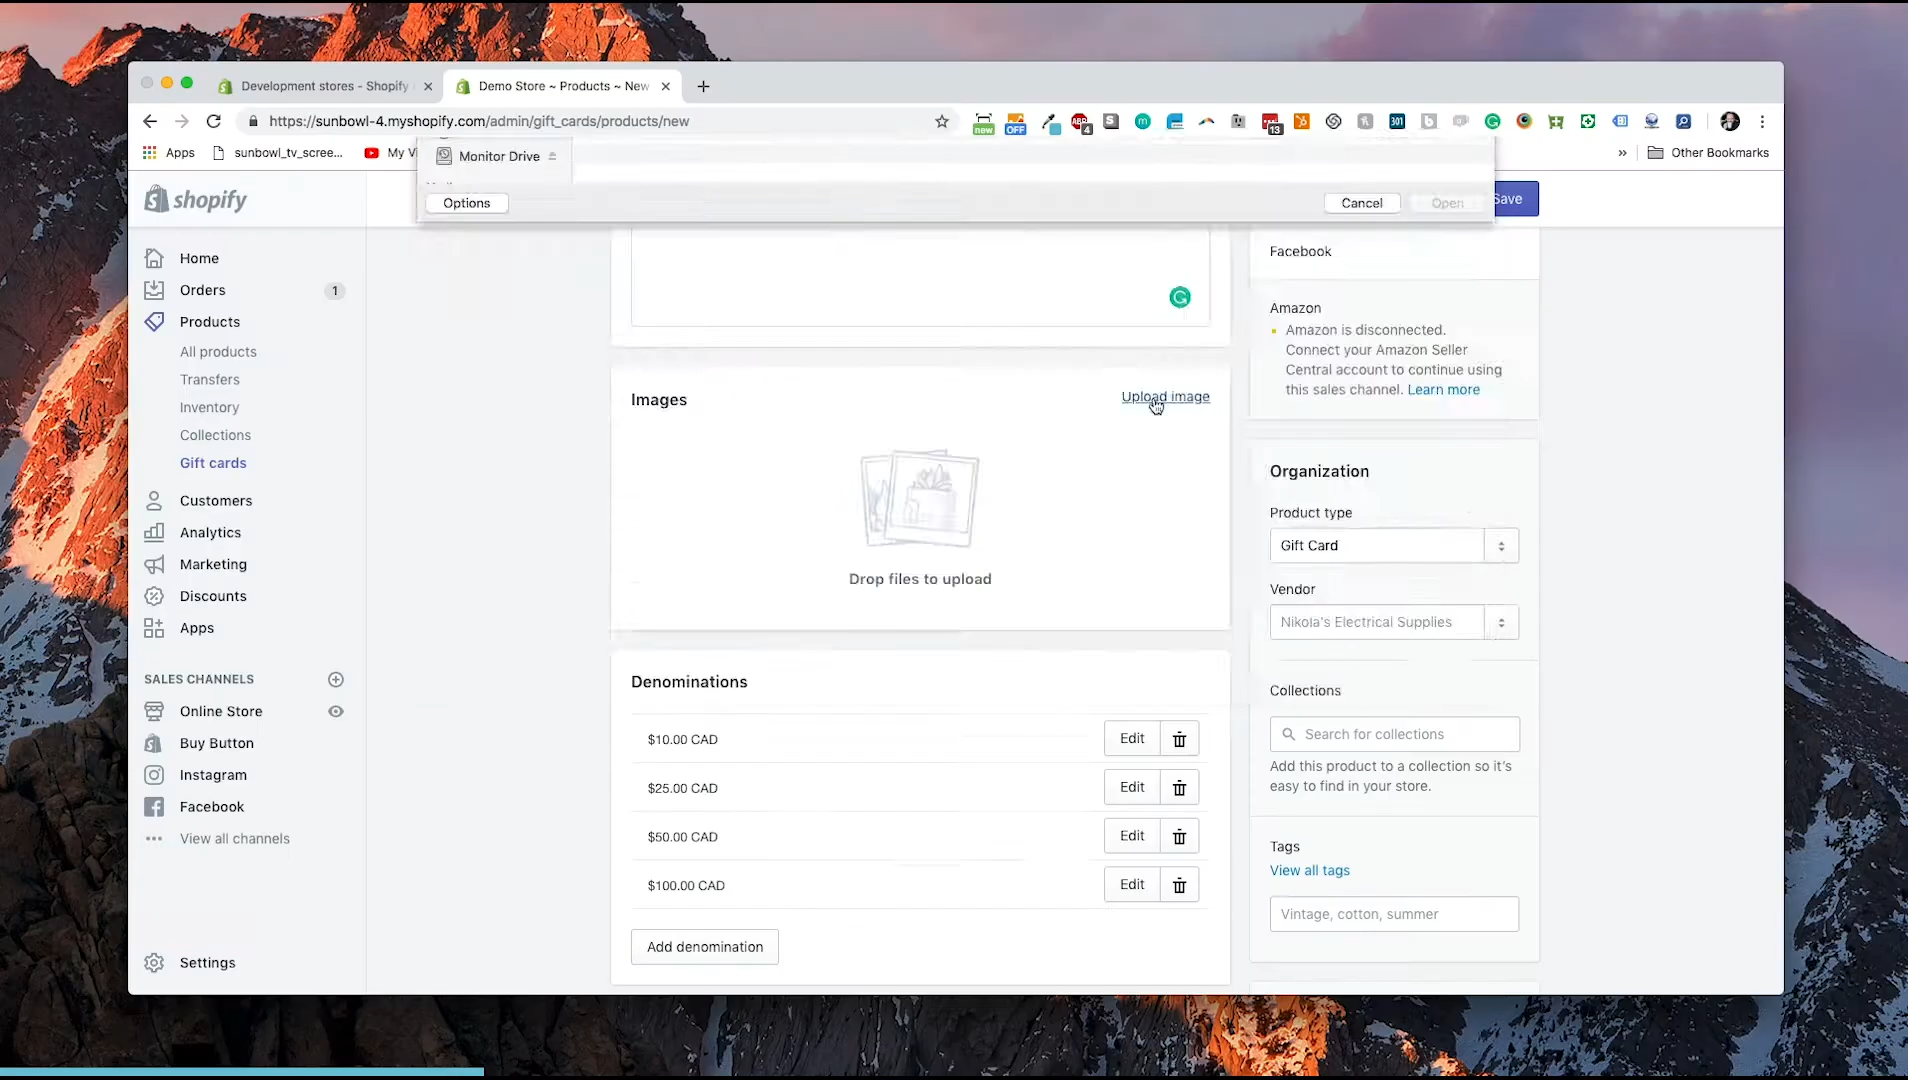 Development stores - Shopify
Demo Store ~ Products ~ New
https://sunbowl-4.myshopify.com/admin/gift_cards/products/new
new
OFF
4
13
301
Apps
sunbowl_tv_scree...
My Vi
Other Bookmarks
Monitor Drive
Options
Cancel
Open
Save
shopify
Home
Orders
1
Products
All products
Transfers
Inventory
Collections
Gift cards
Customers
Analytics
Marketing
Discounts
Apps
SALES CHANNELS
Online Store
Buy Button
Instagram
Facebook
View all channels
Settings
Images
Upload image
Drop files to upload
Denominations
$10.00 CAD
Edit
$25.00 CAD
Edit
$50.00 CAD
Edit
$100.00 CAD
Edit
Add denomination
Facebook
Amazon
Amazon is disconnected.
Connect your Amazon Seller
Central account to continue using
this sales channel. Learn more
Organization
Product type
Gift Card
Vendor
Nikola's Electrical Supplies
Collections
Search for collections
Add this product to a collection so it's
easy to find in your store.
Tags
View all tags
Vintage, cotton, summer